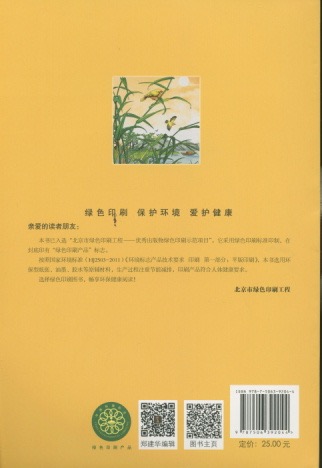 绿色印刷 保护环境 爱护健康
亲爱的读者朋友：
本书已入选“北京市绿色印刷工程——优秀出版物绿色印刷示范项目”。它采用绿色印刷标准印制，在
封底印有“绿色印刷产品”标志。
按照国家环境标准（HJ2503-2011）《环境标志产品技术要求 印刷 第一部分：平版印刷》，本书选用环
保型纸张、油墨、胶水等原辅材料，生产过程注重节能减排，印刷产品符合人体健康要求。
选择绿色印刷图书，畅享环保健康阅读！
北京市绿色印刷工程
绿色印刷产品
郑建华编辑
图书主页
定价：25.00 元